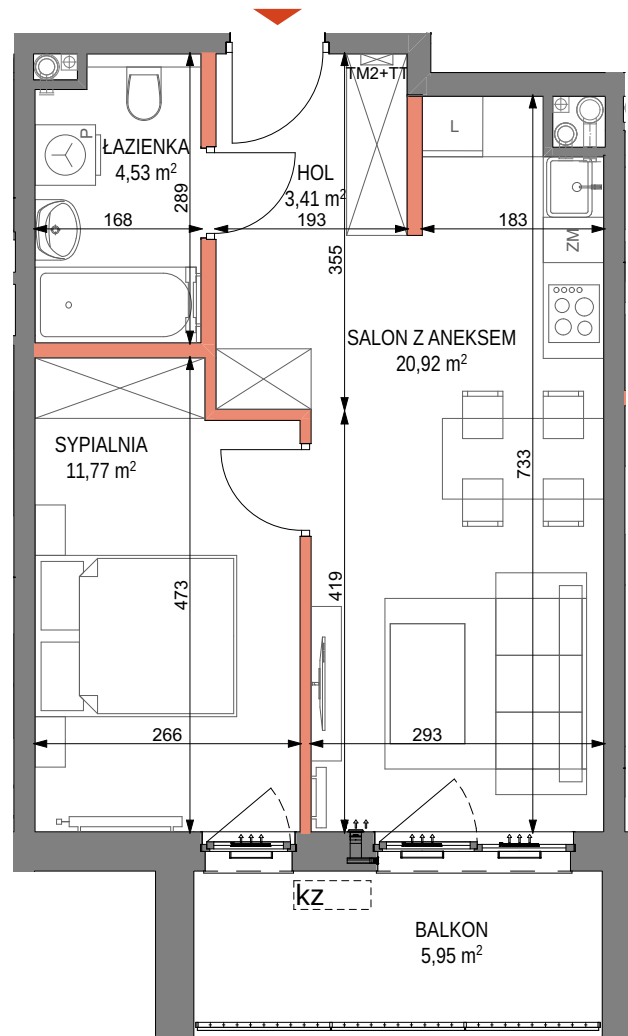 TM2+TT
P
ŁAZIENKA
4,53 m²
HOL
3,41 m²
L
289
168
193
183
ZM
355
SALON Z ANEKSEM
20,92 m²
SYPIALNIA
11,77 m²
733
473
419
266
293
kz
BALKON
5,95 m²